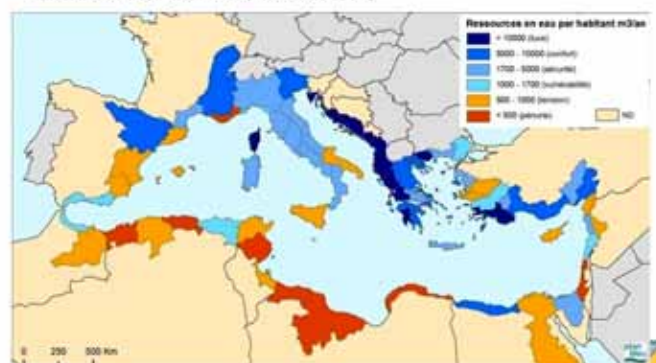 Ressources en eau par habitant m3/an
> 10000 (luxe)
5000 - 10000 (confort)
1700 - 5000 (sécurité)
1000 - 1700 (vulnérabilité)
500 - 1000 (tension)
< 500 (pénurie)
ND
0 250 500 Km